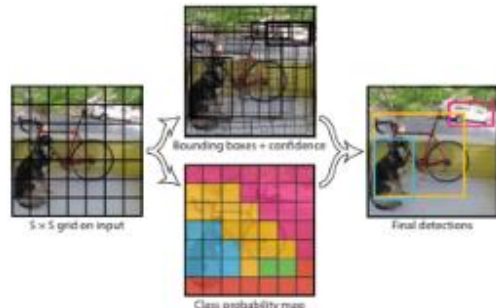 Bounding boxes + confidence
S × S grid on input
Final detections
Class probability map